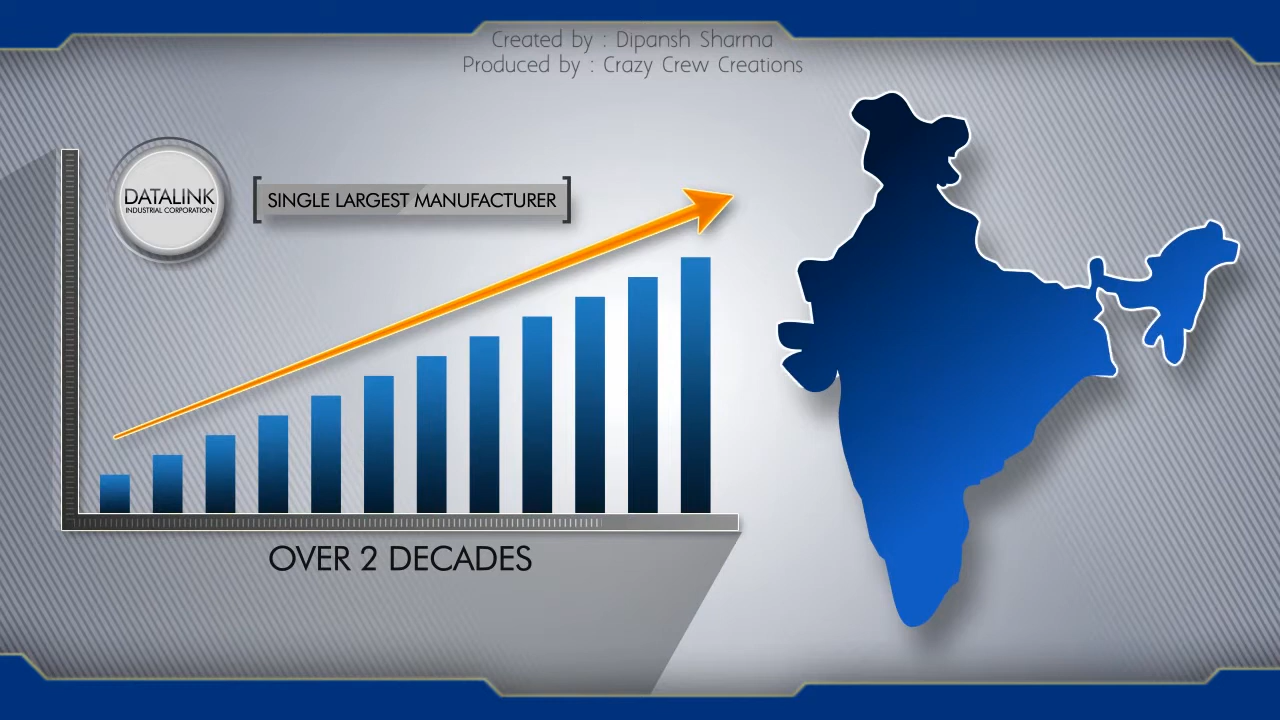 Created by : Dipansh Sharma
Produced by : Crazy Crew Creations
DATALINK
INDUSTRIAL CORPORATION
SINGLE LARGEST MANUFACTURER
OVER 2 DECADES